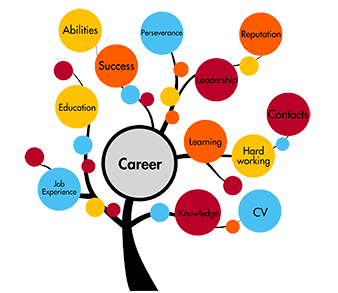 Abilities
Perseverance
Reputation
Success
Leadership
Education
Contacts
Learning
Hard
working
Career
Job
Experience
Knowledge
CV